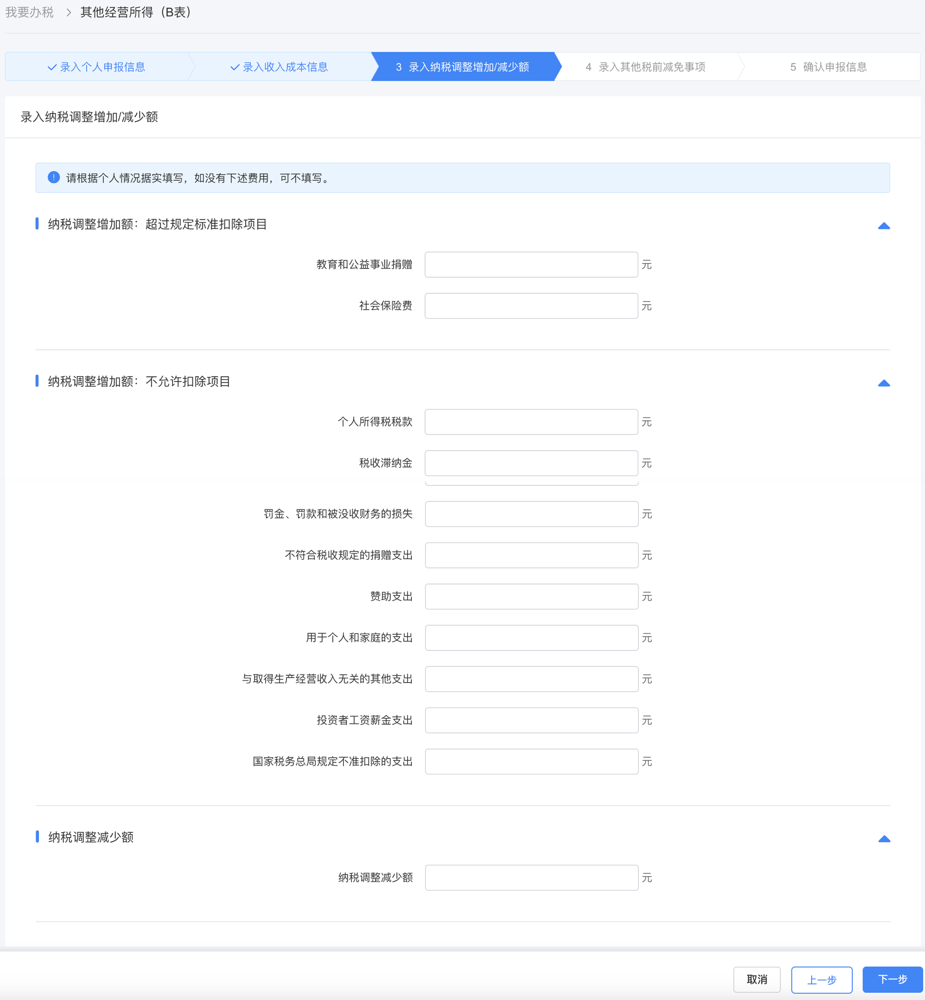 我要办税 > 其他经营所得（B表）
录入个人申报信息
录入收入成本信息
3 录入纳税调整增加/减少额
4 录入其他税前减免事项
5 确认申报信息
录入纳税调整增加/减少额
请根据个人情况据实填写，如没有下述费用，可不填写。
纳税调整增加额：超过规定标准扣除项目
教育和公益事业捐赠 元
社会保险费 元
纳税调整增加额：不允许扣除项目
个人所得税税款 元
税收滞纳金 元
罚金、罚款和被没收财务的损失 元
不符合税收规定的捐赠支出 元
赞助支出 元
用于个人和家庭的支出 元
与取得生产经营收入无关的其他支出 元
投资者工资薪金支出 元
国家税务总局规定不准扣除的支出 元
纳税调整减少额
纳税调整减少额 元
取消
上一步
下一步